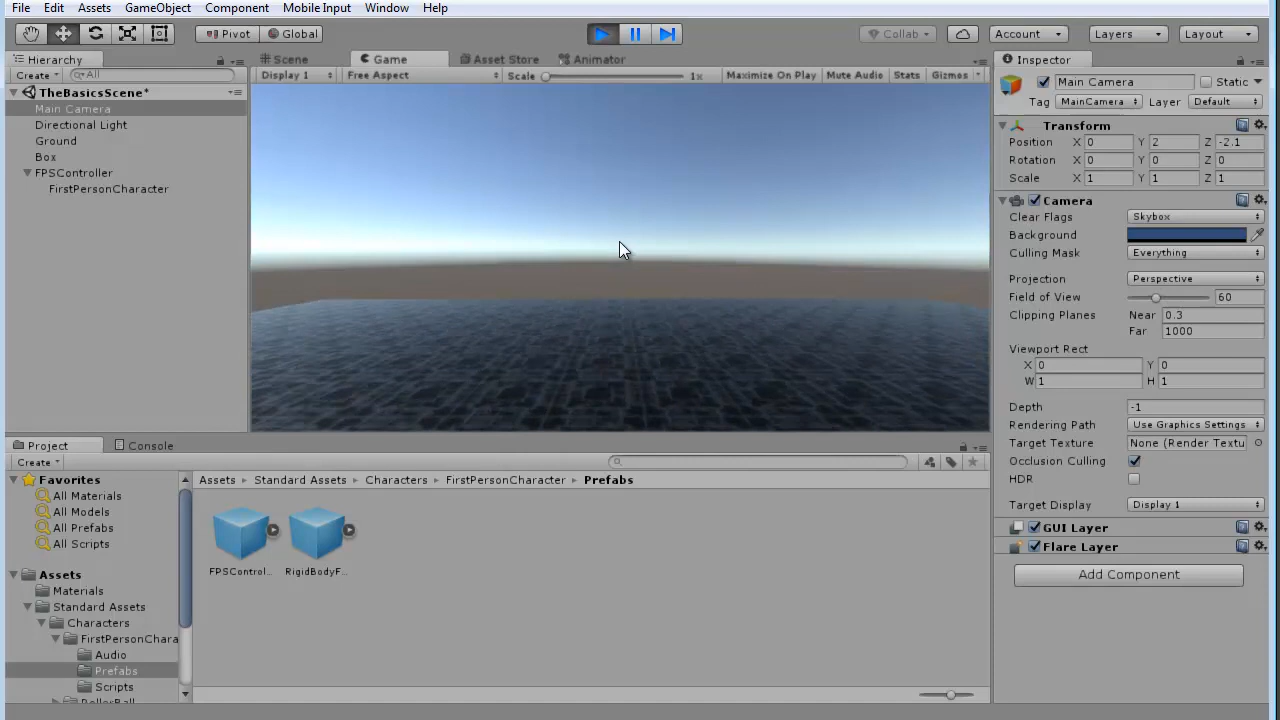 File Edit Assets GameObject Component Mobile Input Window Help
Pivot Global Collab Account Layers Layout
Hierarchy Scene Game Asset Store Animator Inspector
Create All Display 1 Free Aspect Scale 1x Maximize On Play Mute Audio Stats Gizmos
Main Camera Static
TheBasicsScene*
Tag MainCamera Layer Default
Main Camera
Directional Light
Ground
Box
FPSController
FirstPersonCharacter
Transform
Position X 0 Y 2 Z -2.1
Rotation X 0 Y 0 Z 0
Scale X 1 Y 1 Z 1
Camera
Clear Flags Skybox
Background
Culling Mask Everything
Projection Perspective
Field of View 60
Clipping Planes Near 0.3
Far 1000
Viewport Rect
X 0 Y 0
W 1 H 1
Depth -1
Rendering Path Use Graphics Settings
Target Texture None (Render Textu
Occlusion Culling
HDR
Target Display Display 1
GUI Layer
Flare Layer
Add Component
Project Console
Create
Favorites
All Materials
All Models
All Prefabs
All Scripts
Assets
Materials
Standard Assets
Characters
FirstPersonChara
Audio
Prefabs
Scripts
RollerBall
Assets Standard Assets Characters FirstPersonCharacter Prefabs
FPSControl... RigidBodyF...